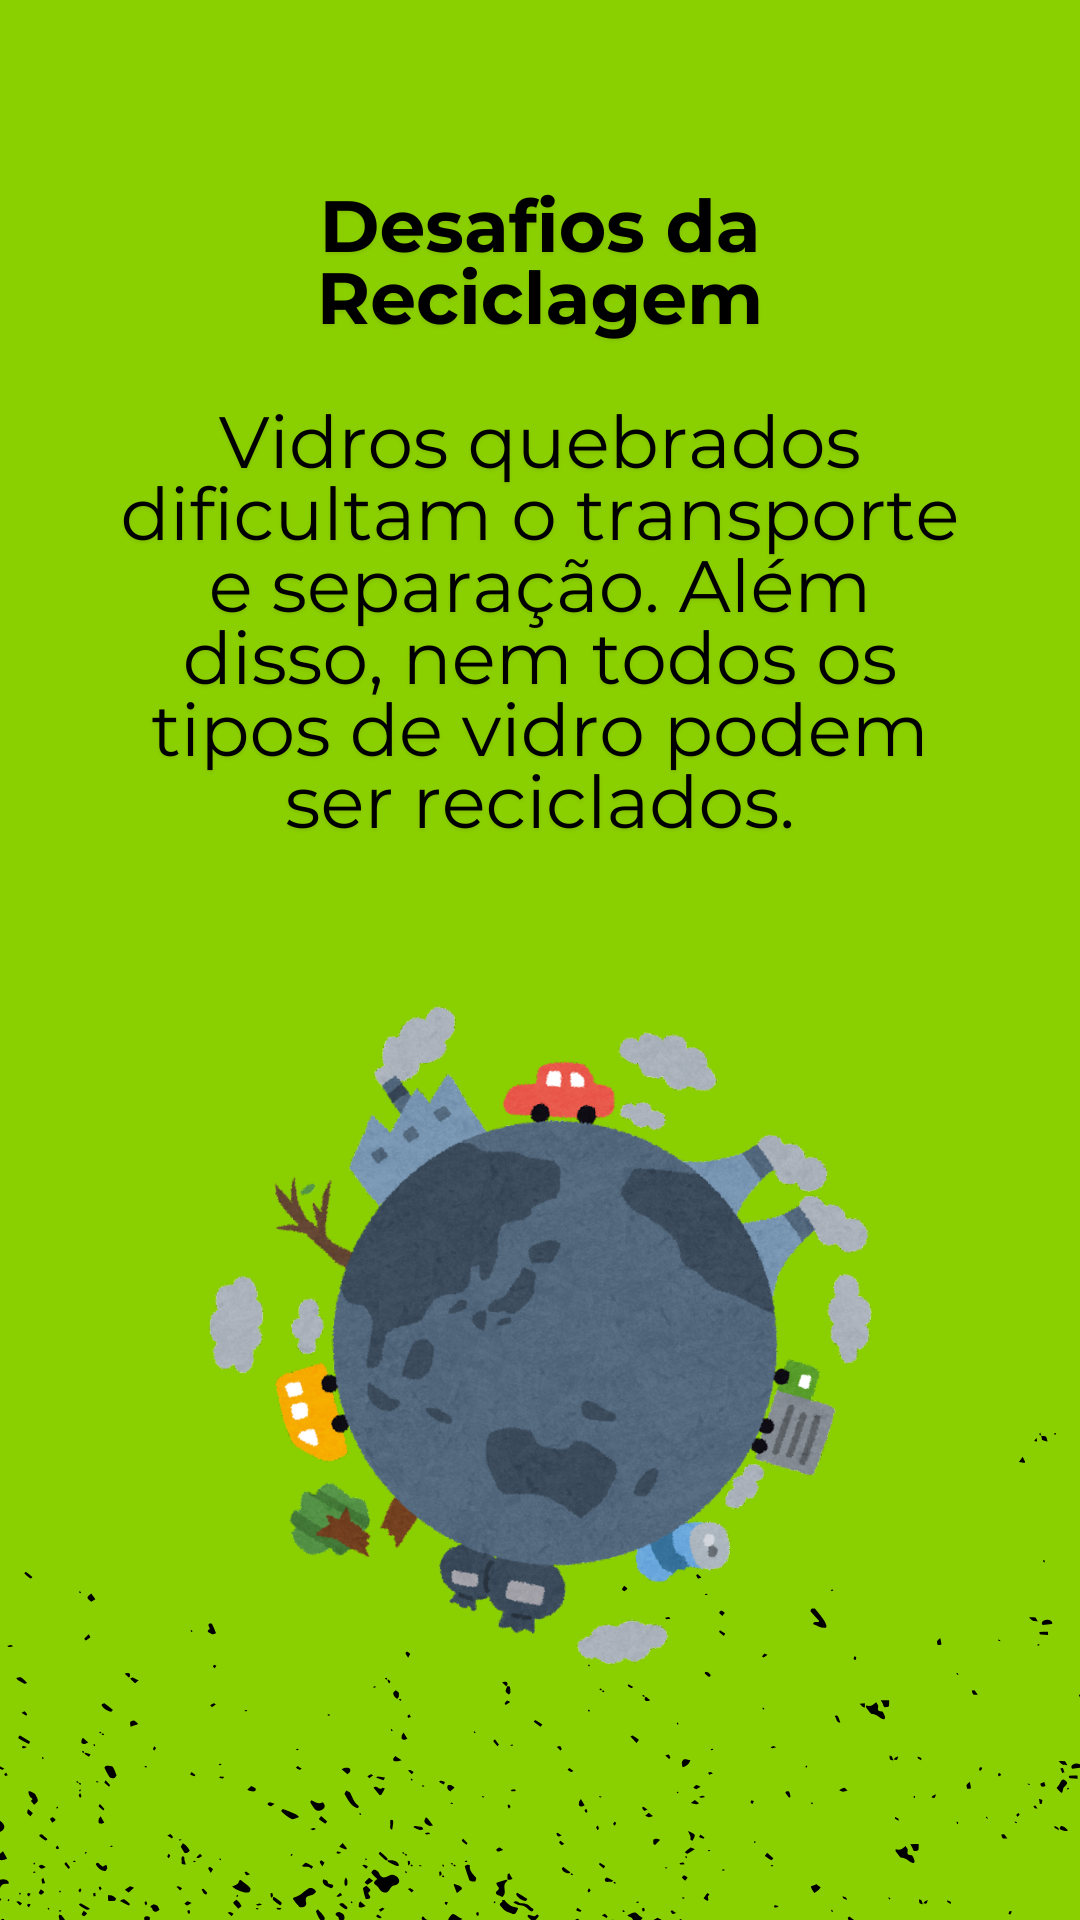 Desafios da
Reciclagem
Vidros quebrados
dificultam o transporte
e separação. Além
disso, nem todos os
tipos de vidro podem
ser reciclados.